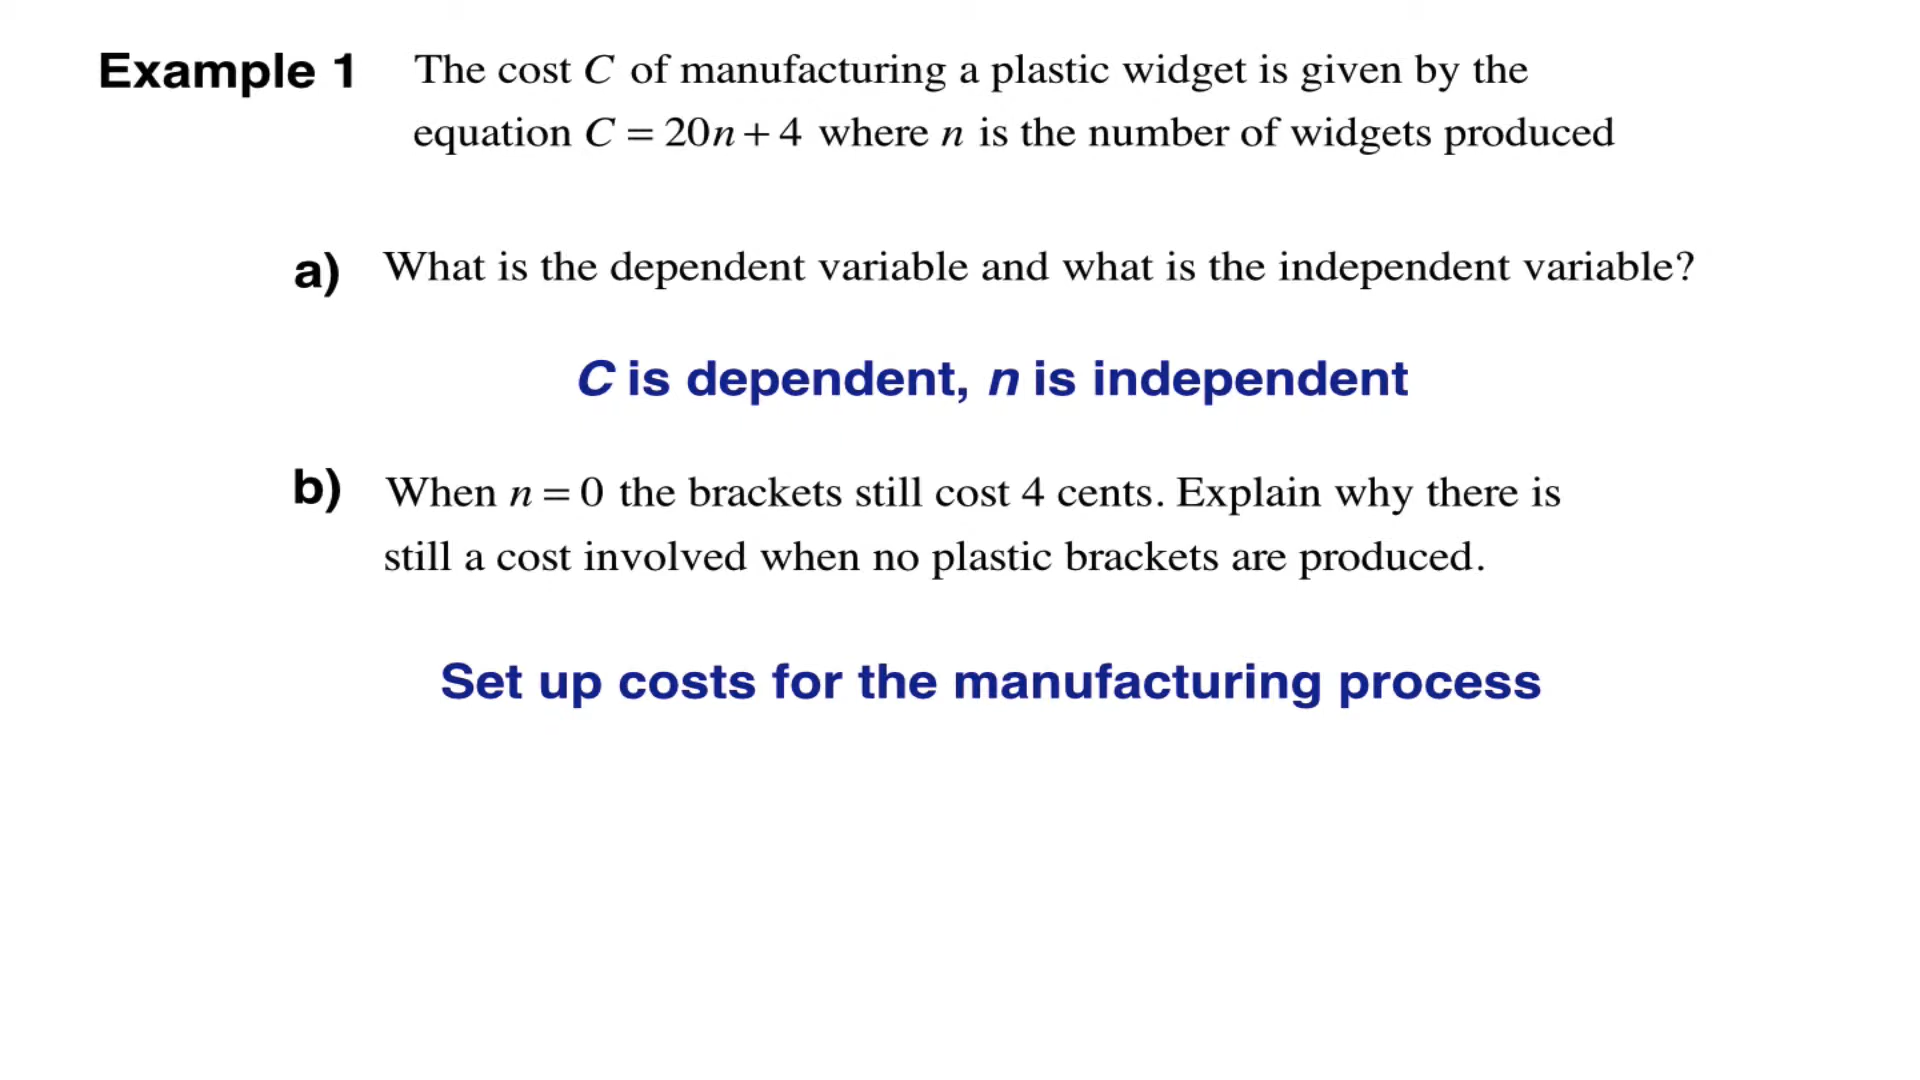 Example 1 The cost C of manufacturing a plastic widget is given by the
equation C = 20n + 4 where n is the number of widgets produced
a) What is the dependent variable and what is the independent variable?
C is dependent, n is independent
b) When n = 0 the brackets still cost 4 cents. Explain why there is
still a cost involved when no plastic brackets are produced.
Set up costs for the manufacturing process